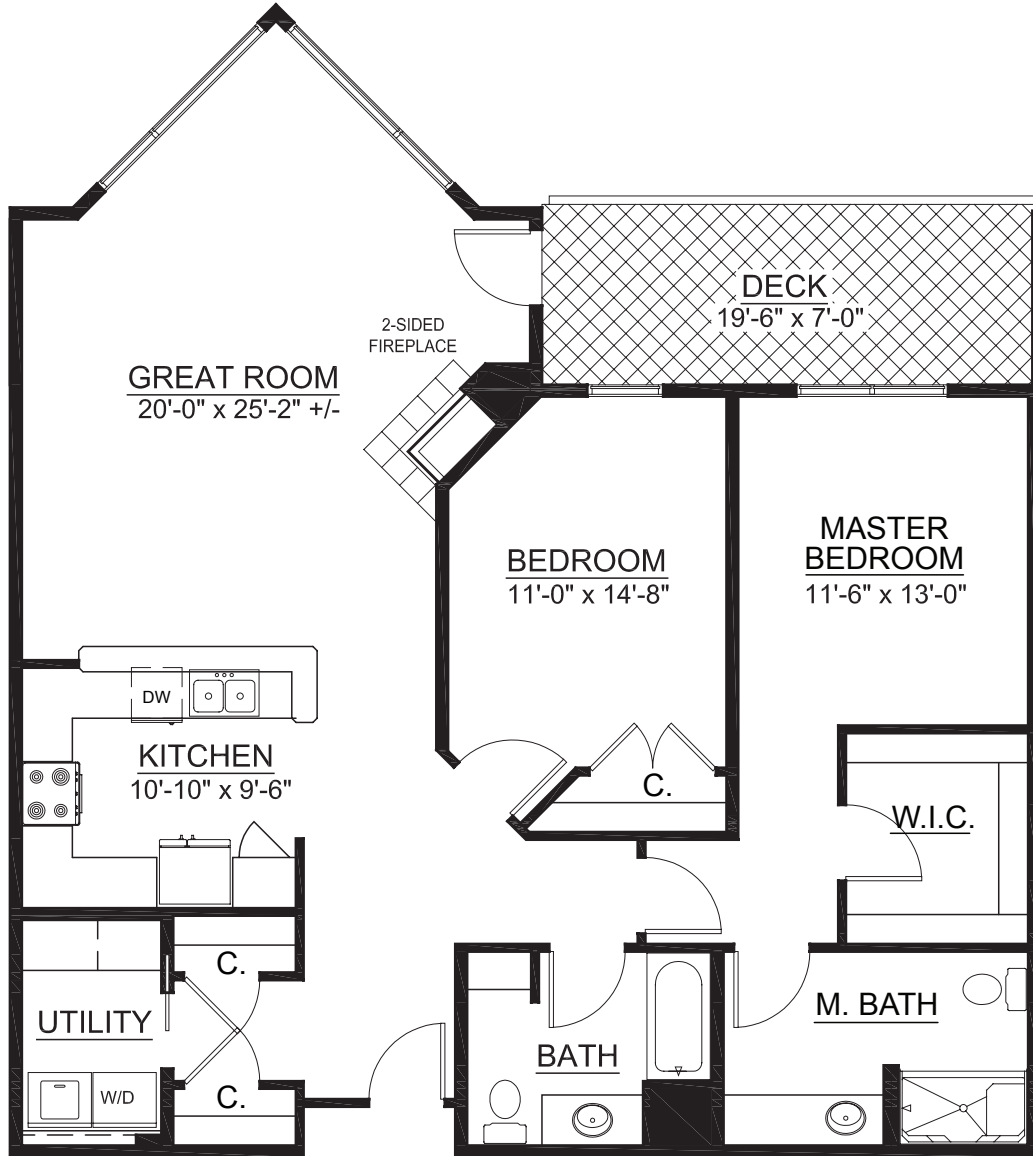 DECK
19'-6" x 7'-0"
2-SIDED
FIREPLACE
GREAT ROOM
20'-0" x 25'-2" +/-
BEDROOM
11'-0" x 14'-8"
MASTER
BEDROOM
11'-6" x 13'-0"
DW
KITCHEN
10'-10" x 9'-6"
C.
W.I.C.
C.
UTILITY
M. BATH
BATH
W/D
C.